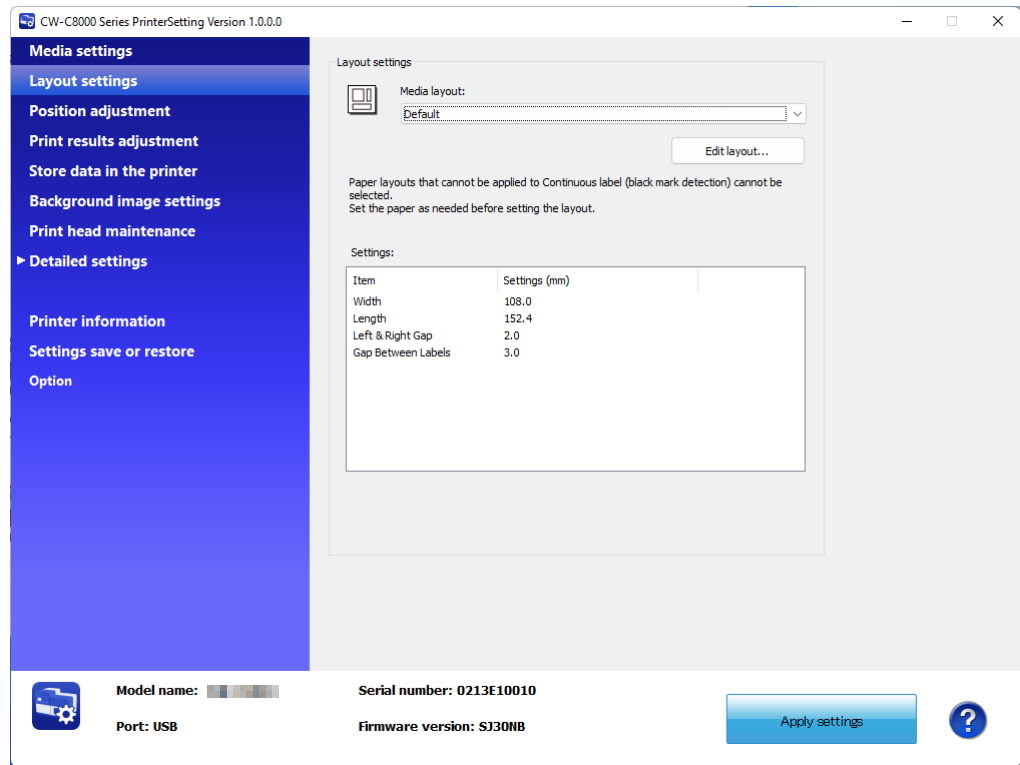 CW-C8000 Series PrinterSetting Version 1.0.0.0
Media settings
Layout settings
Position adjustment
Print results adjustment
Store data in the printer
Background image settings
Print head maintenance
Detailed settings
Printer information
Settings save or restore
Option
Layout settings
Media layout:
Default
Edit layout...
Paper layouts that cannot be applied to Continuous label (black mark detection) cannot be
selected.
Set the paper as needed before setting the layout.
Settings:
Item Settings (mm)
Width 108.0
Length 152.4
Left & Right Gap 2.0
Gap Between Labels 3.0
Model name:
Serial number: 0213E10010
Port: USB
Firmware version: SJ30NB
Apply settings
?